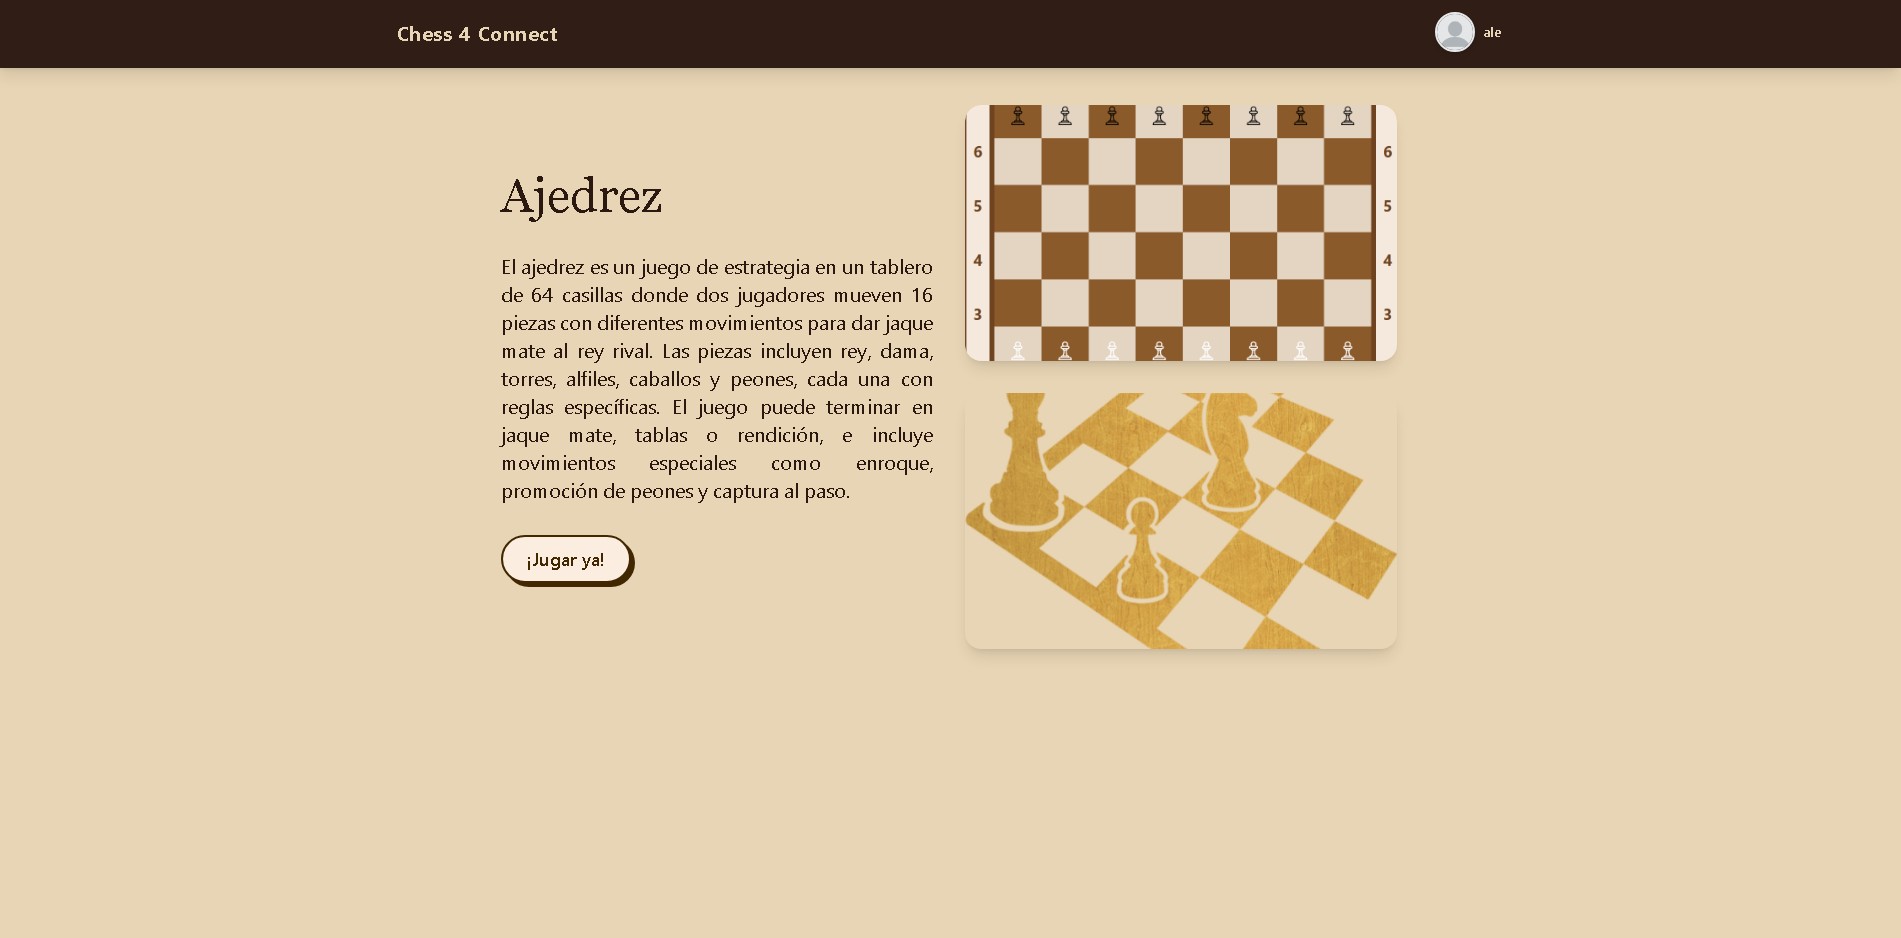 Chess 4 Connect
ale
Ajedrez
El ajedrez es un juego de estrategia en un tablero
de 64 casillas donde dos jugadores mueven 16
piezas con diferentes movimientos para dar jaque
mate al rey rival. Las piezas incluyen rey, dama,
torres, alfiles, caballos y peones, cada una con
reglas específicas. El juego puede terminar en
jaque mate, tablas o rendición, e incluye
movimientos especiales como enroque,
promoción de peones y captura al paso.
¡Jugar ya!
6 6
5 5
4 4
3 3